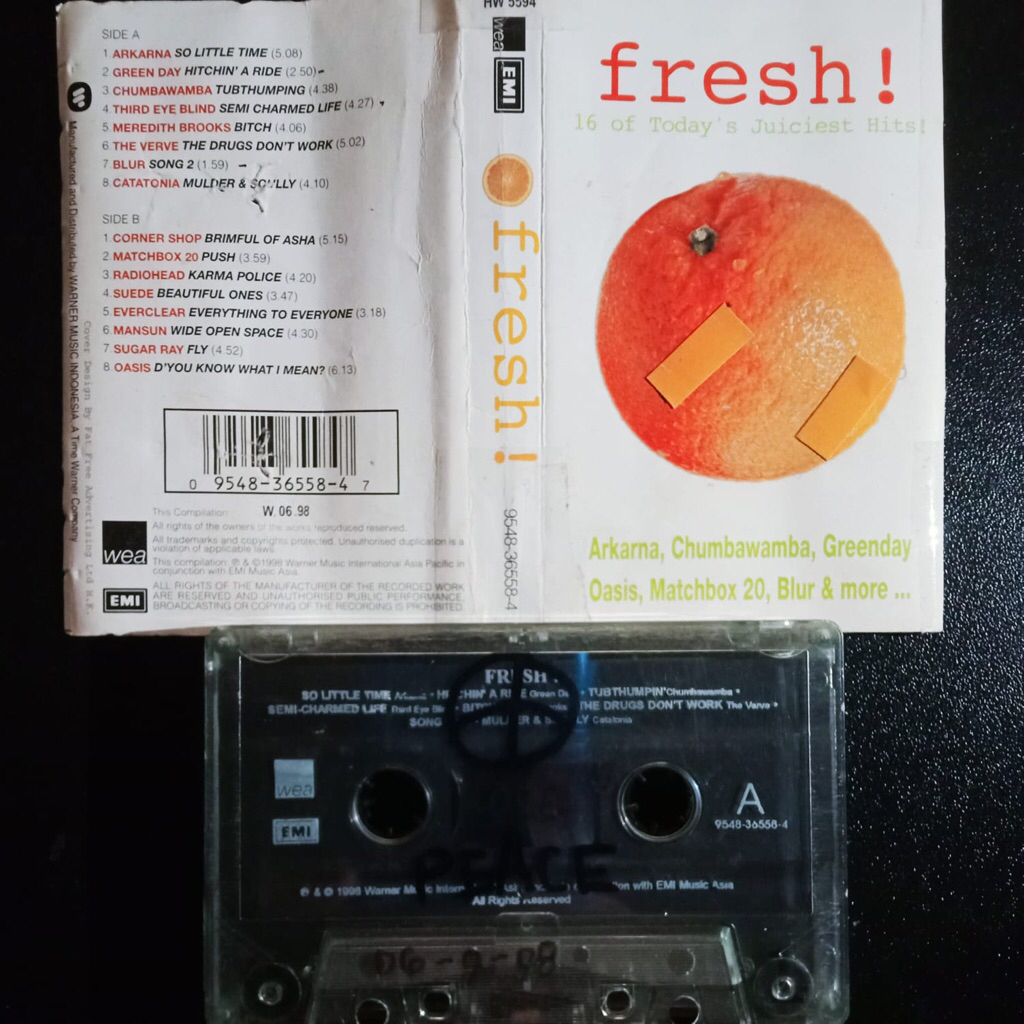 SIDE A
1. ARKARNA SO LITTLE TIME (5.08)
2. GREEN DAY HITCHIN' A RIDE (2.50)
3. CHUMBAWAMBA TUBTHUMPING (4.38)
4. THIRD EYE BLIND SEMI CHARMED LIFE (4.27)
5. MEREDITH BROOKS BITCH (4.06)
6. THE VERVE THE DRUGS DON'T WORK (5.02)
7. BLUR SONG 2 (1.59)
8. CATATONIA MULDER & SCULLY (4.10)
SIDE B
1. CORNER SHOP BRIMFUL OF ASHA (5.15)
2. MATCHBOX 20 PUSH (3.59)
3. RADIOHEAD KARMA POLICE (4.20)
4. SUEDE BEAUTIFUL ONES (3.47)
5. EVERCLEAR EVERYTHING TO EVERYONE (3.18)
6. MANSUN WIDE OPEN SPACE (4.30)
7. SUGAR RAY FLY (4.52)
8. OASIS D'YOU KNOW WHAT I MEAN? (6.13)
0 9548-36558-4 7
This Compilation:
W.06.98
All rights of the owners of the works reproduced reserved.
All trademarks and copyrights protected. Unauthorised duplication is a
violation of applicable laws.
This compilation: ℗ & ©1998 Warner Music International Asia Pacific in
conjunction with EMI Music Asia.
ALL RIGHTS OF THE MANUFACTURER OF THE RECORDED WORK
ARE RESERVED AND UNAUTHORISED PUBLIC PERFORMANCE,
BROADCASTING OR COPYING OF THE RECORDING IS PROHIBITED.
wea
EMI
Manufactured and Distributed by WARNER MUSIC INDONESIA. A Time Warner Company
Cover Design By Fat Free Advertising Ltd H.K.
HW 5594
wea
EMI
fresh!
9548-36558-4
fresh!
16 of Today's Juiciest Hits!
Arkarna, Chumbawamba, Greenday
Oasis, Matchbox 20, Blur & more ...
SO LITTLE TIME
TUBTHUMPIN' Chumbawamba •
SEMI-CHARMED LIFE Third Eye
THE DRUGS DON'T WORK The Verve •
SONG
Catatonia
wea
EMI
A
9548-36558-4
PEACE
℗ & © 1998 Warner Music
with EMI Music Asia
All Rights Reserved